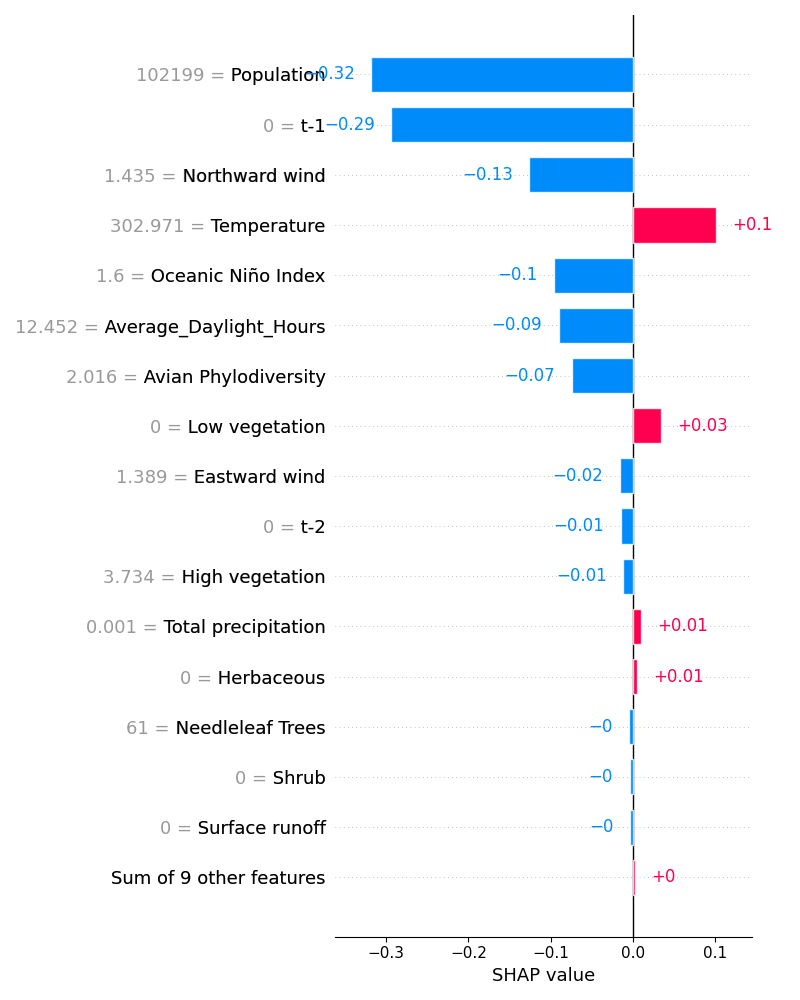 102199 = Population −0.32
0 = t-1 −0.29
1.435 = Northward wind −0.13
302.971 = Temperature +0.1
1.6 = Oceanic Niño Index −0.1
12.452 = Average_Daylight_Hours −0.09
2.016 = Avian Phylodiversity −0.07
0 = Low vegetation +0.03
1.389 = Eastward wind −0.02
0 = t-2 −0.01
3.734 = High vegetation −0.01
0.001 = Total precipitation +0.01
0 = Herbaceous +0.01
61 = Needleleaf Trees −0
0 = Shrub −0
0 = Surface runoff −0
Sum of 9 other features +0
−0.3 −0.2 −0.1 0.0 0.1
SHAP value